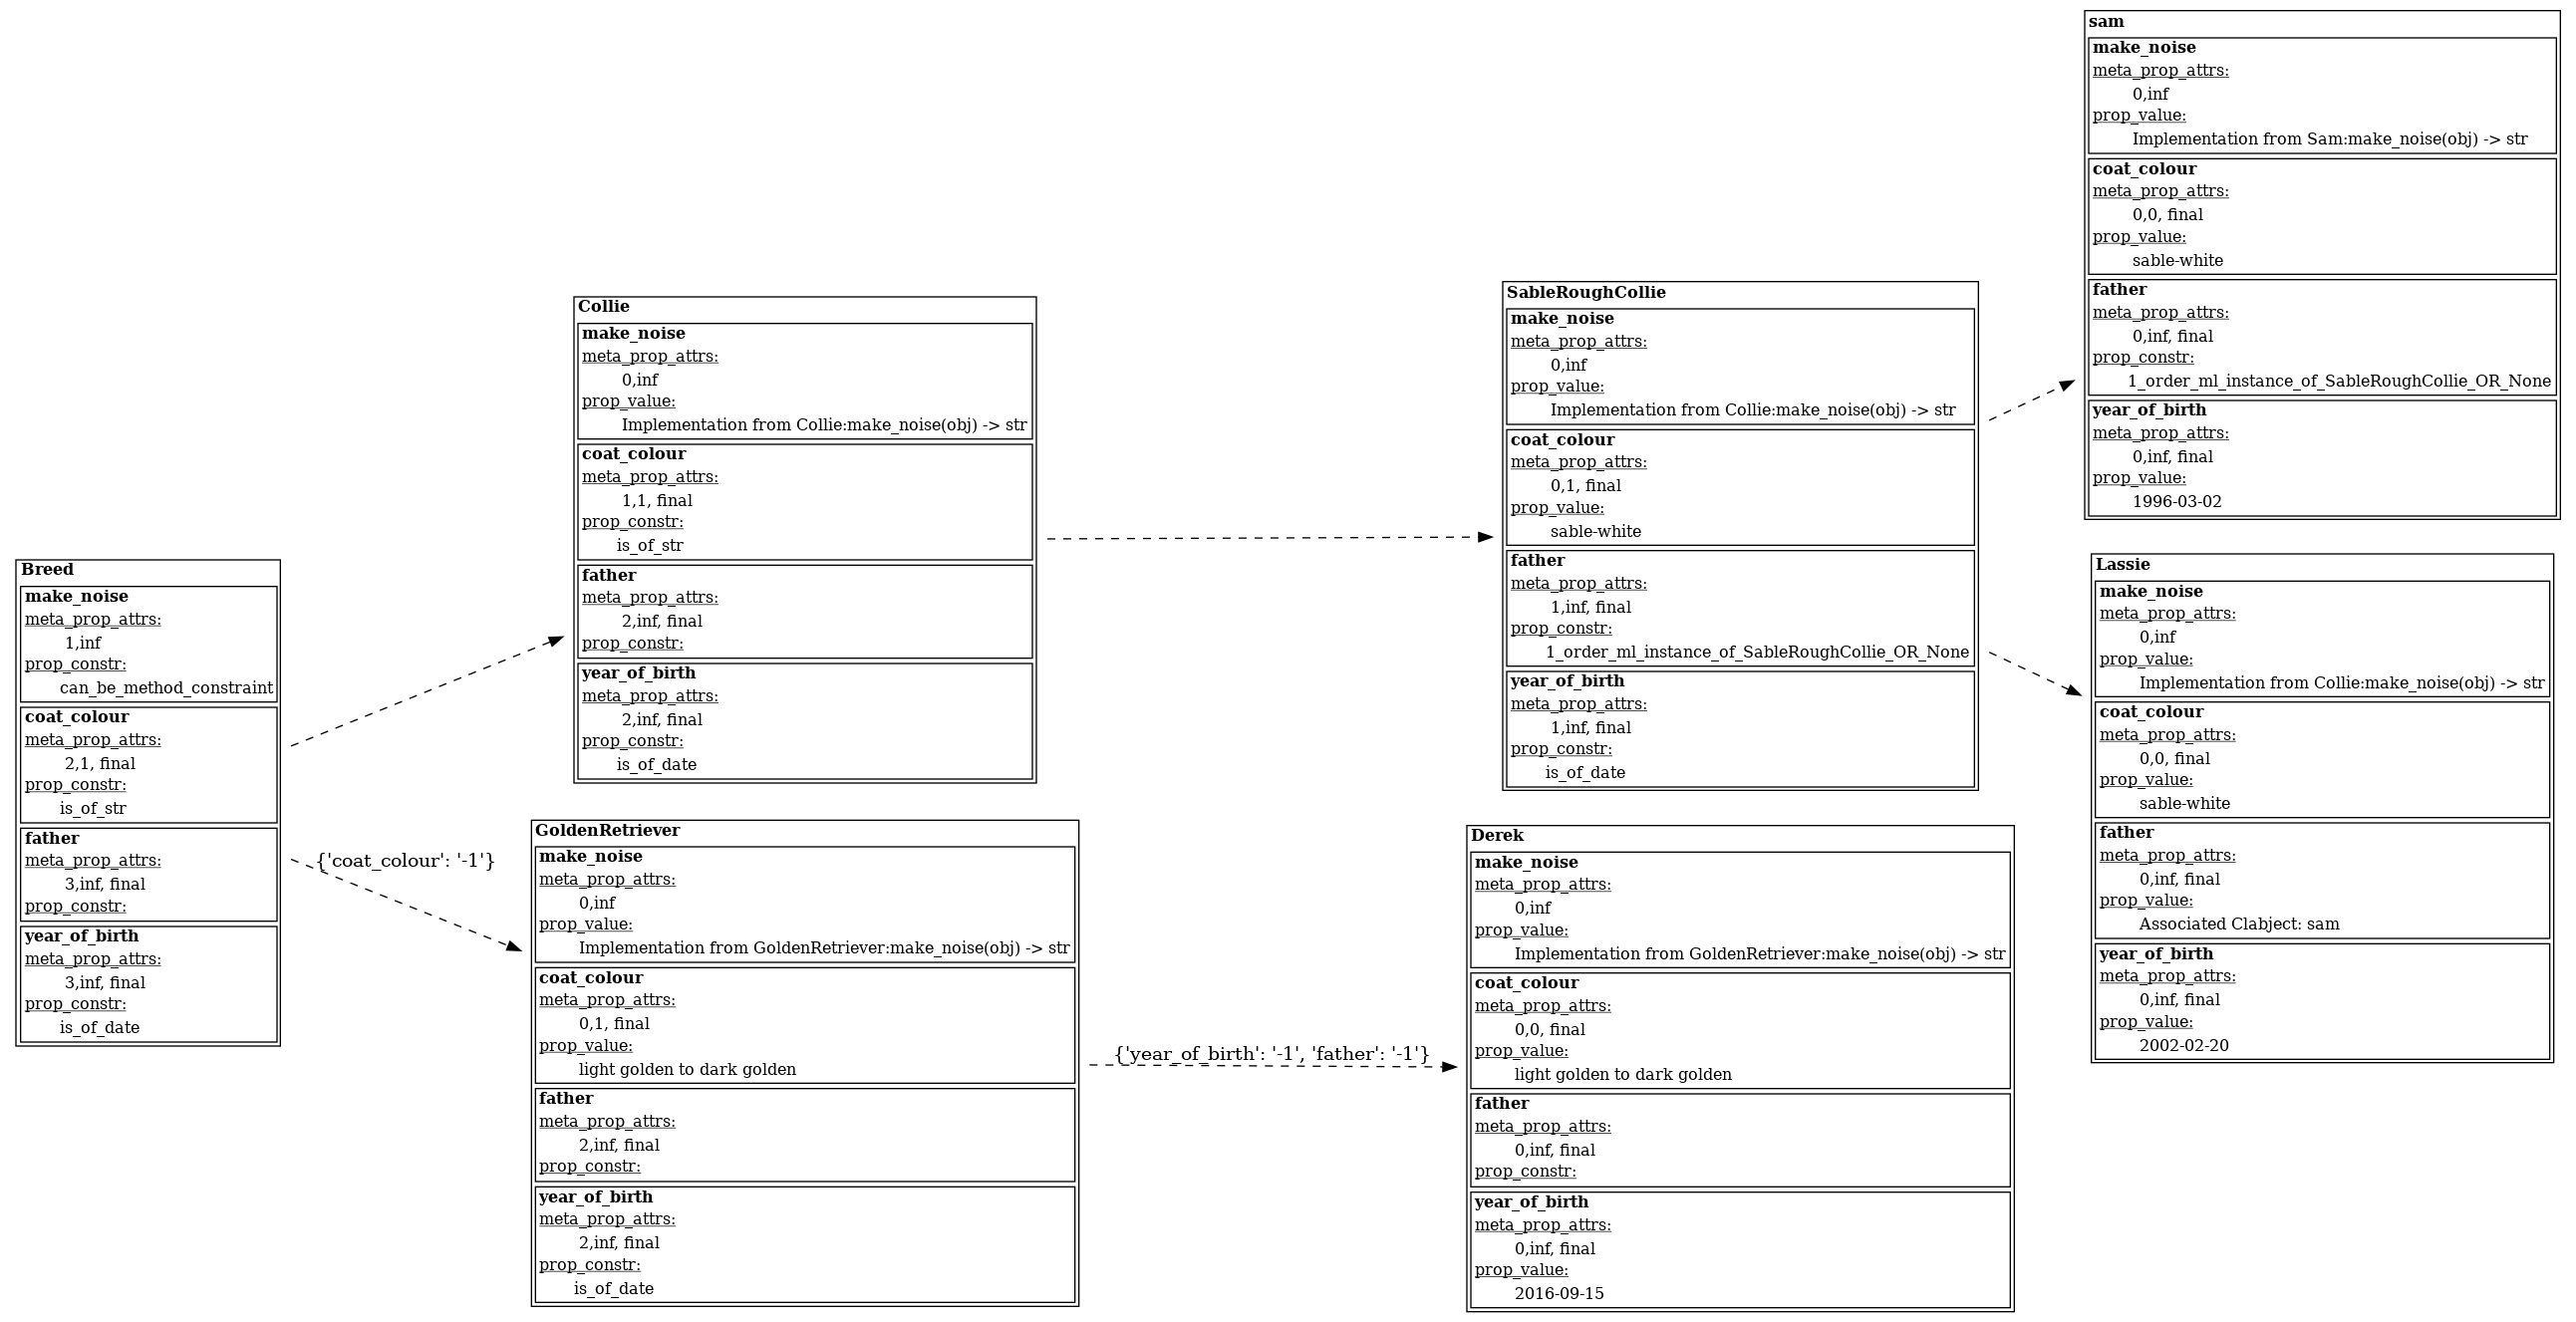 Breed
make_noise
meta_prop_attrs:
1,inf
prop_constr:
can_be_method_constraint
coat_colour
meta_prop_attrs:
2,1, final
prop_constr:
is_of_str
father
meta_prop_attrs:
3,inf, final
prop_constr:
year_of_birth
meta_prop_attrs:
3,inf, final
prop_constr:
is_of_date
{'coat_colour': '-1'}
Collie
make_noise
meta_prop_attrs:
0,inf
prop_value:
Implementation from Collie:make_noise(obj) -> str
coat_colour
meta_prop_attrs:
1,1, final
prop_constr:
is_of_str
father
meta_prop_attrs:
2,inf, final
prop_constr:
year_of_birth
meta_prop_attrs:
2,inf, final
prop_constr:
is_of_date
GoldenRetriever
make_noise
meta_prop_attrs:
0,inf
prop_value:
Implementation from GoldenRetriever:make_noise(obj) -> str
coat_colour
meta_prop_attrs:
0,1, final
prop_value:
light golden to dark golden
father
meta_prop_attrs:
2,inf, final
prop_constr:
year_of_birth
meta_prop_attrs:
2,inf, final
prop_constr:
is_of_date
{'year_of_birth': '-1', 'father': '-1'}
SableRoughCollie
make_noise
meta_prop_attrs:
0,inf
prop_value:
Implementation from Collie:make_noise(obj) -> str
coat_colour
meta_prop_attrs:
0,1, final
prop_value:
sable-white
father
meta_prop_attrs:
1,inf, final
prop_constr:
1_order_ml_instance_of_SableRoughCollie_OR_None
year_of_birth
meta_prop_attrs:
1,inf, final
prop_constr:
is_of_date
Derek
make_noise
meta_prop_attrs:
0,inf
prop_value:
Implementation from GoldenRetriever:make_noise(obj) -> str
coat_colour
meta_prop_attrs:
0,0, final
prop_value:
light golden to dark golden
father
meta_prop_attrs:
0,inf, final
prop_constr:
year_of_birth
meta_prop_attrs:
0,inf, final
prop_value:
2016-09-15
sam
make_noise
meta_prop_attrs:
0,inf
prop_value:
Implementation from Sam:make_noise(obj) -> str
coat_colour
meta_prop_attrs:
0,0, final
prop_value:
sable-white
father
meta_prop_attrs:
0,inf, final
prop_constr:
1_order_ml_instance_of_SableRoughCollie_OR_None
year_of_birth
meta_prop_attrs:
0,inf, final
prop_value:
1996-03-02
Lassie
make_noise
meta_prop_attrs:
0,inf
prop_value:
Implementation from Collie:make_noise(obj) -> str
coat_colour
meta_prop_attrs:
0,0, final
prop_value:
sable-white
father
meta_prop_attrs:
0,inf, final
prop_value:
Associated Clabject: sam
year_of_birth
meta_prop_attrs:
0,inf, final
prop_value:
2002-02-20